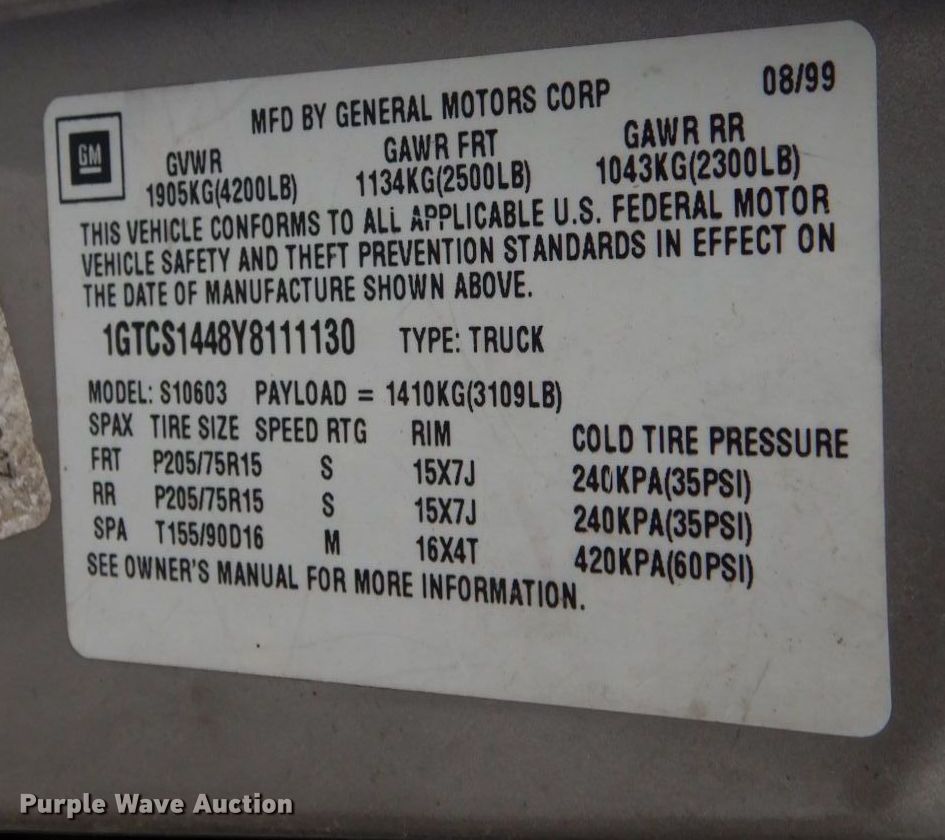 MFD BY GENERAL MOTORS CORP 08/99
GM
GVWR GAWR FRT GAWR RR
1905KG(4200LB) 1134KG(2500LB) 1043KG(2300LB)
THIS VEHICLE CONFORMS TO ALL APPLICABLE U.S. FEDERAL MOTOR
VEHICLE SAFETY AND THEFT PREVENTION STANDARDS IN EFFECT ON
THE DATE OF MANUFACTURE SHOWN ABOVE.
1GTCS1448Y8111130 TYPE: TRUCK
MODEL: S10603 PAYLOAD = 1410KG(3109LB)
SPAX TIRE SIZE SPEED RTG RIM COLD TIRE PRESSURE
FRT P205/75R15 S 15X7J 240KPA(35PSI)
RR P205/75R15 S 15X7J 240KPA(35PSI)
SPA T155/90D16 M 16X4T 420KPA(60PSI)
SEE OWNER'S MANUAL FOR MORE INFORMATION.
Purple Wave Auction